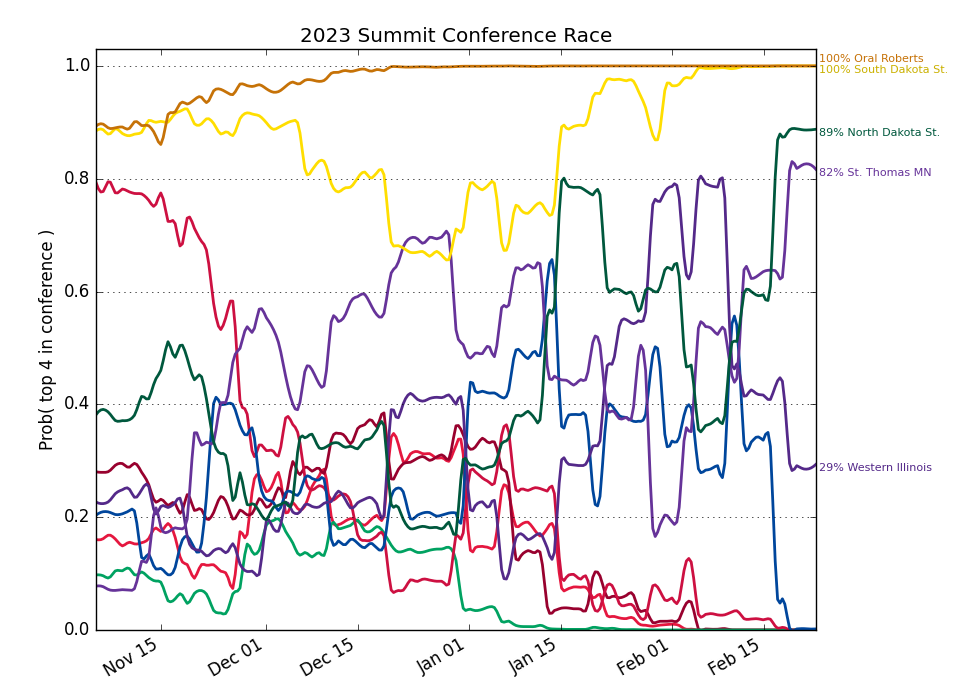 2023 Summit Conference Race
Prob( top 4 in conference )
1.0
0.8
0.6
0.4
0.2
0.0
Nov 15
Dec 01
Dec 15
Jan 01
Jan 15
Feb 01
Feb 15
100% Oral Roberts
100% South Dakota St.
89% North Dakota St.
82% St. Thomas MN
29% Western Illinois